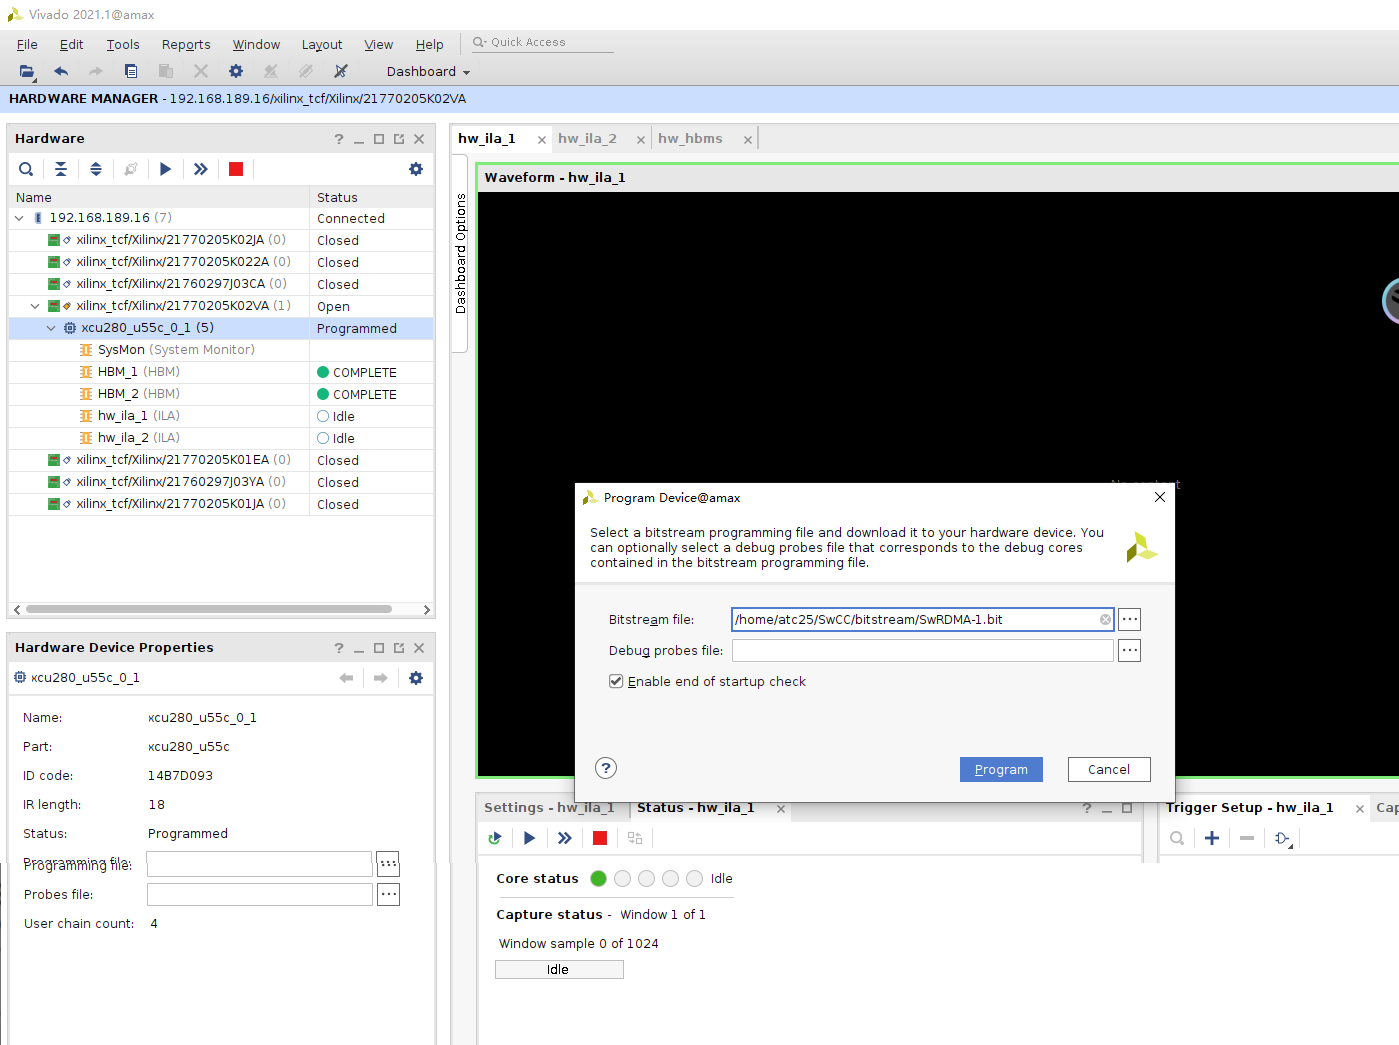 Vivado 2021.1@amax
File Edit Tools Reports Window Layout View Help Quick Access
Dashboard
HARDWARE MANAGER - 192.168.189.16/xilinx_tcf/Xilinx/21770205K02VA
Hardware
Name Status
192.168.189.16 (7) Connected
xilinx_tcf/Xilinx/21770205K02JA (0) Closed
xilinx_tcf/Xilinx/21770205K022A (0) Closed
xilinx_tcf/Xilinx/21760297J03CA (0) Closed
xilinx_tcf/Xilinx/21770205K02VA (1) Open
xcu280_u55c_0_1 (5) Programmed
SysMon (System Monitor)
HBM_1 (HBM) COMPLETE
HBM_2 (HBM) COMPLETE
hw_ila_1 (ILA) Idle
hw_ila_2 (ILA) Idle
xilinx_tcf/Xilinx/21770205K01EA (0) Closed
xilinx_tcf/Xilinx/21760297J03YA (0) Closed
xilinx_tcf/Xilinx/21770205K01JA (0) Closed
Hardware Device Properties
xcu280_u55c_0_1
Name: xcu280_u55c_0_1
Part: xcu280_u55c
ID code: 14B7D093
IR length: 18
Status: Programmed
Programming file:
Probes file:
User chain count: 4
hw_ila_1 hw_ila_2 hw_hbms
Dashboard Options
Waveform - hw_ila_1
Program Device@amax
Select a bitstream programming file and download it to your hardware device. You
can optionally select a debug probes file that corresponds to the debug cores
contained in the bitstream programming file.
Bitstream file: /home/atc25/SwCC/bitstream/SwRDMA-1.bit
Debug probes file:
Enable end of startup check
Program Cancel
Settings - hw_ila_1 Status - hw_ila_1
Core status Idle
Capture status - Window 1 of 1
Window sample 0 of 1024
Idle
Trigger Setup - hw_ila_1